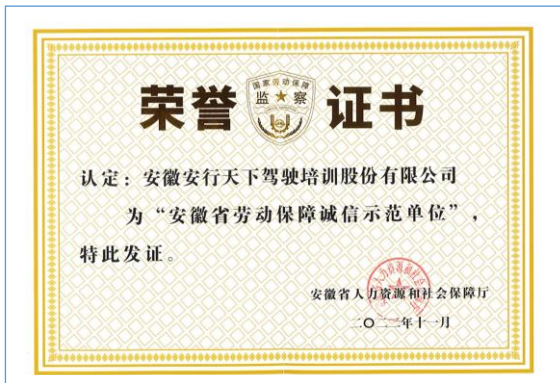 荣誉证书
国家劳动保障
监察
认定：安徽安行天下驾驶培训股份有限公司
为“安徽省劳动保障诚信示范单位”，
特此发证。
安徽省人力资源和社会保障厅
二〇二二年十一月